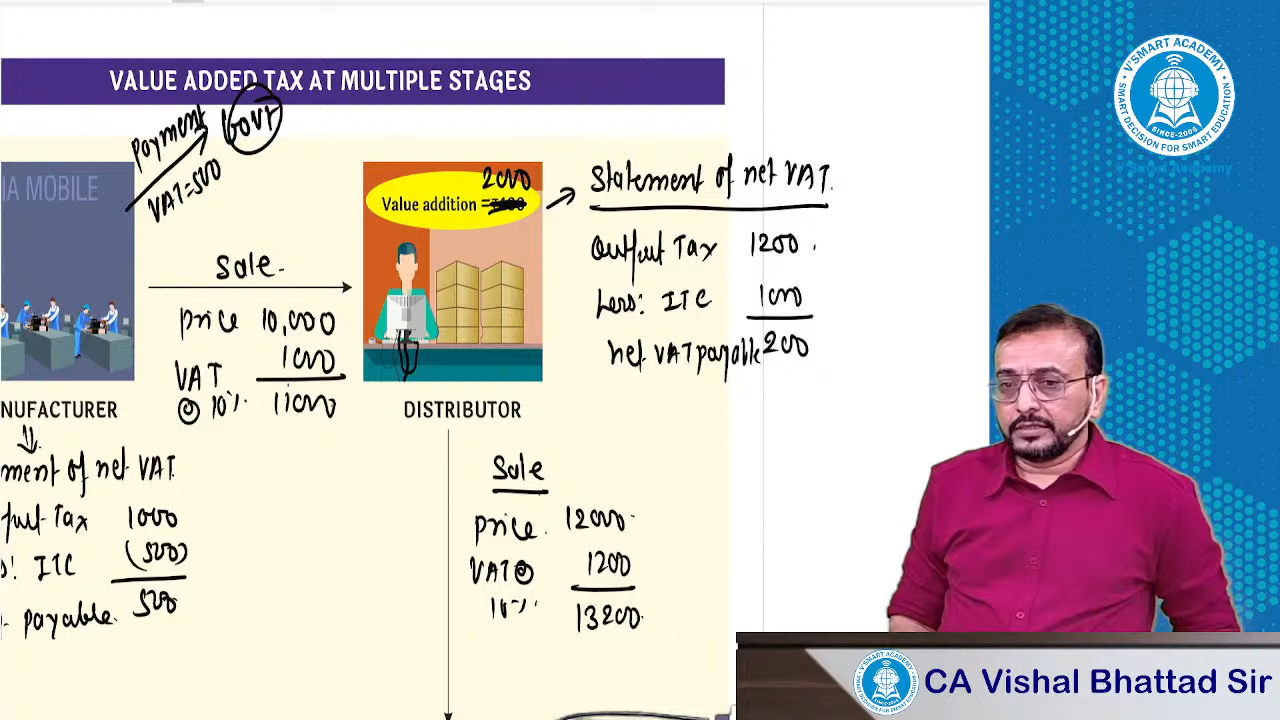 VALUE ADDED TAX AT MULTIPLE STAGES
V'SMART ACADEMY
SMART DECISION FOR SMART EDUCATION
SINCE-2005
V'Smart Academy
Payment
VAT=500
GOVT
IA MOBILE
2000
Value addition =
Statement of net VAT.
Output Tax 1200
Less: ITC 1000
net VAT payable 200
Sale
Price 10,000
VAT 1000
@ 10% 11000
NUFACTURER
DISTRIBUTOR
ment of net VAT
put Tax 1000
s: ITC (500)
payable 500
Sale
Price 12000
VAT @ 1200
10% 13200
CA Vishal Bhattad Sir